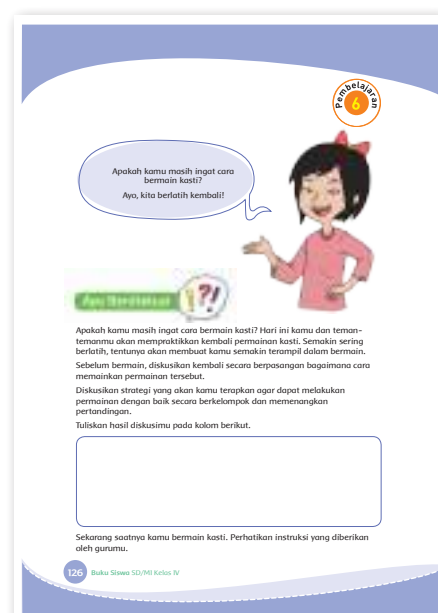 Pembelajaran
6
Apakah kamu masih ingat cara
bermain kasti?
Ayo, kita berlatih kembali!
Ayo Berdiskusi
Apakah kamu masih ingat cara bermain kasti? Hari ini kamu dan teman-
temanmu mempraktikkan kembali permainan kasti. Semakin sering
berlatih, tentunya akan membuat kamu semakin terampil dalam bermain.
Sebelum bermain, diskusikan kembali secara berpasangan bagaimana cara
memainkan permainan tersebut.
Diskusikan strategi yang akan kamu terapkan agar dapat melakukan
permainan dengan baik secara berkelompok dan memenangkan
pertandingan.
Tuliskan hasil diskusimu pada kolom berikut.
Sekarang saatnya kamu bermain kasti. Perhatikan instruksi yang diberikan
oleh gurumu.
126 Buku Siswa SD/MI Kelas IV